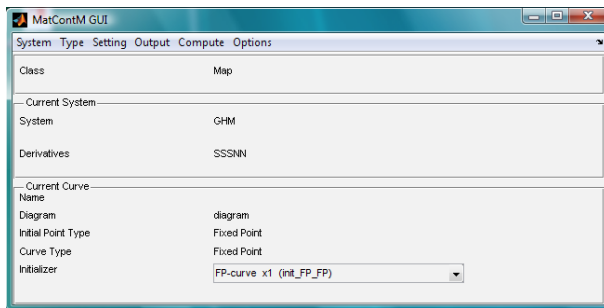 MatContM GUI
System Type Setting Output Compute Options
Class Map
Current System
System GHM
Derivatives SSSNN
Current Curve
Name
Diagram diagram
Initial Point Type Fixed Point
Curve Type Fixed Point
Initializer FP-curve x1 (init_FP_FP)